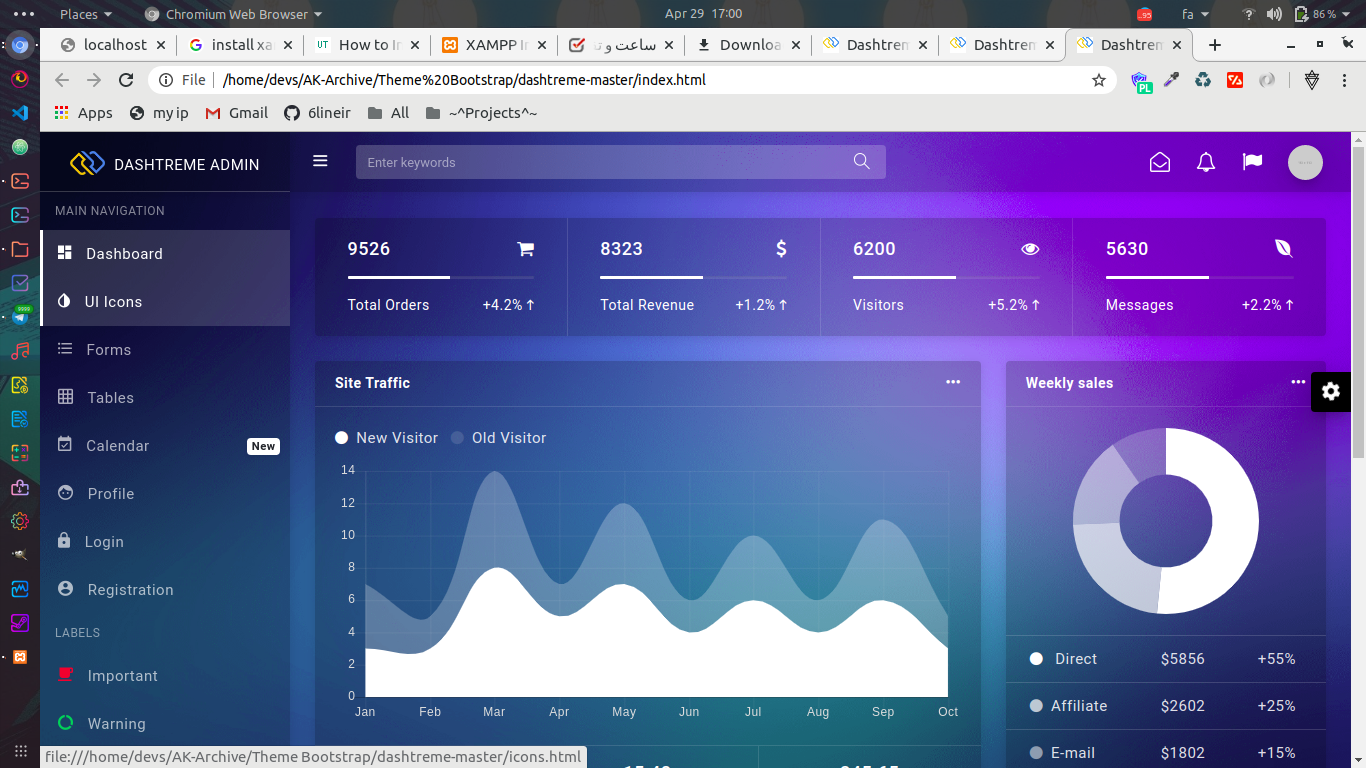 Places
Chromium Web Browser
Apr 29 17:00
95
fa
86%
localhost
install xa
How to I
XAMPP I
ساعت و ت
Downloa
Dashtrem
Dashtrem
Dashtrem
File
/home/devs/AK-Archive/Theme%20Bootstrap/dashtreme-master/index.html
PL
Apps
my ip
Gmail
6lineir
All
~^Projects^~
DASHTREME ADMIN
Enter keywords
MAIN NAVIGATION
Dashboard
UI Icons
Forms
Tables
Calendar
New
Profile
Login
Registration
LABELS
Important
Warning
9526
Total Orders +4.2%
8323
$
Total Revenue +1.2%
6200
Visitors +5.2%
5630
Messages +2.2%
Site Traffic
New Visitor Old Visitor
14
12
10
8
6
4
2
0
Jan Feb Mar Apr May Jun Jul Aug Sep Oct
Weekly sales
Direct $5856 +55%
Affiliate $2602 +25%
E-mail $1802 +15%
file:///home/devs/AK-Archive/Theme Bootstrap/dashtreme-master/icons.html